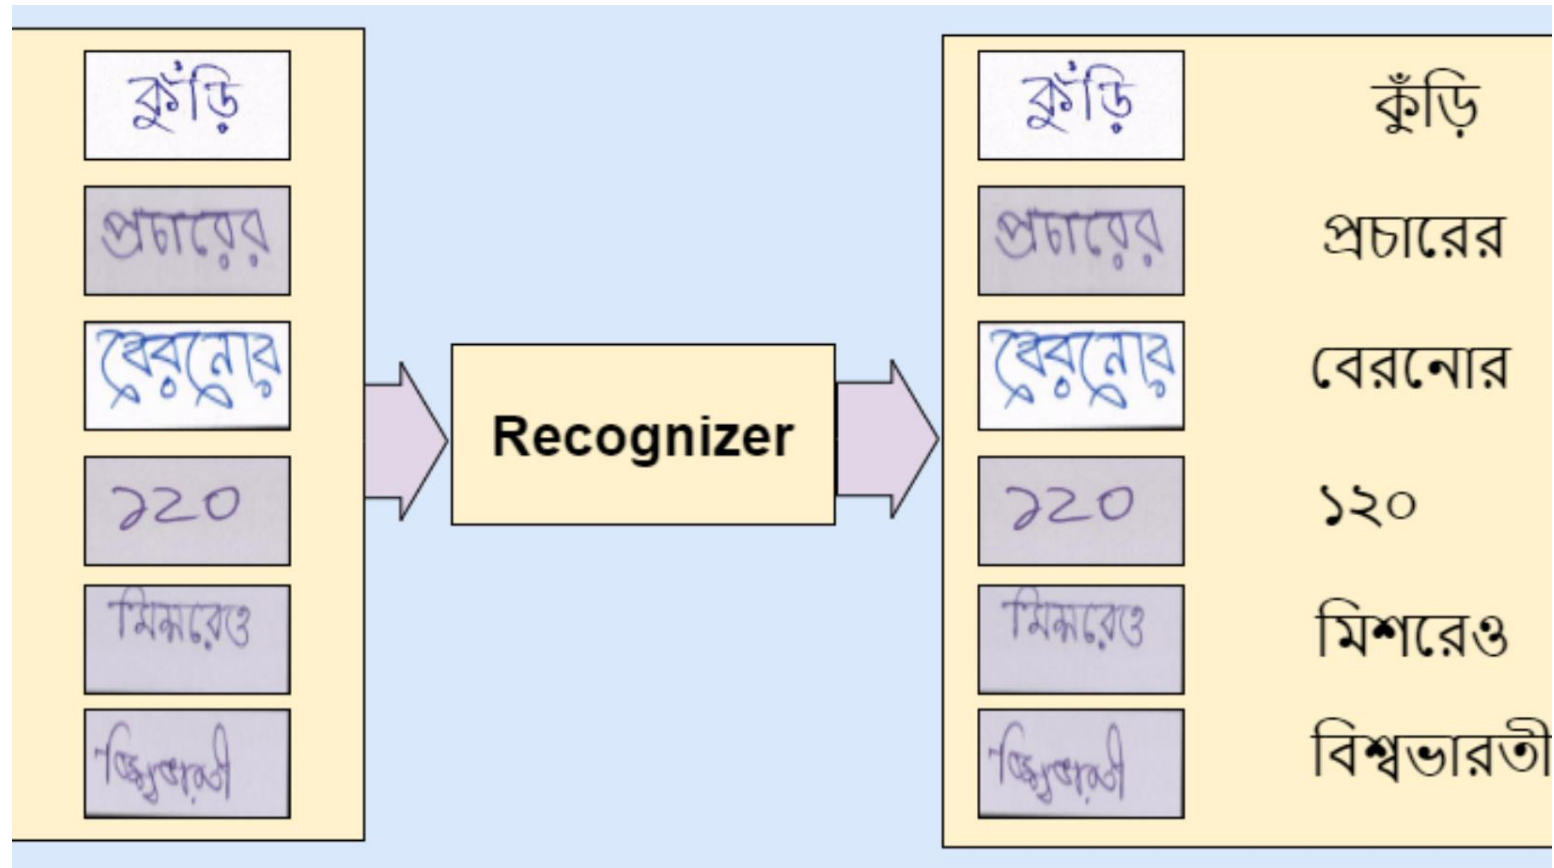 কুঁড়ি
প্রচারের
বেরনোর
১২০
মিশরেও
বিশ্বভারতী
Recognizer
কুঁড়ি কুঁড়ি
প্রচারের প্রচারের
বেরনোর বেরনোর
১২০ ১২০
মিশরেও মিশরেও
বিশ্বভারতী বিশ্বভারতী